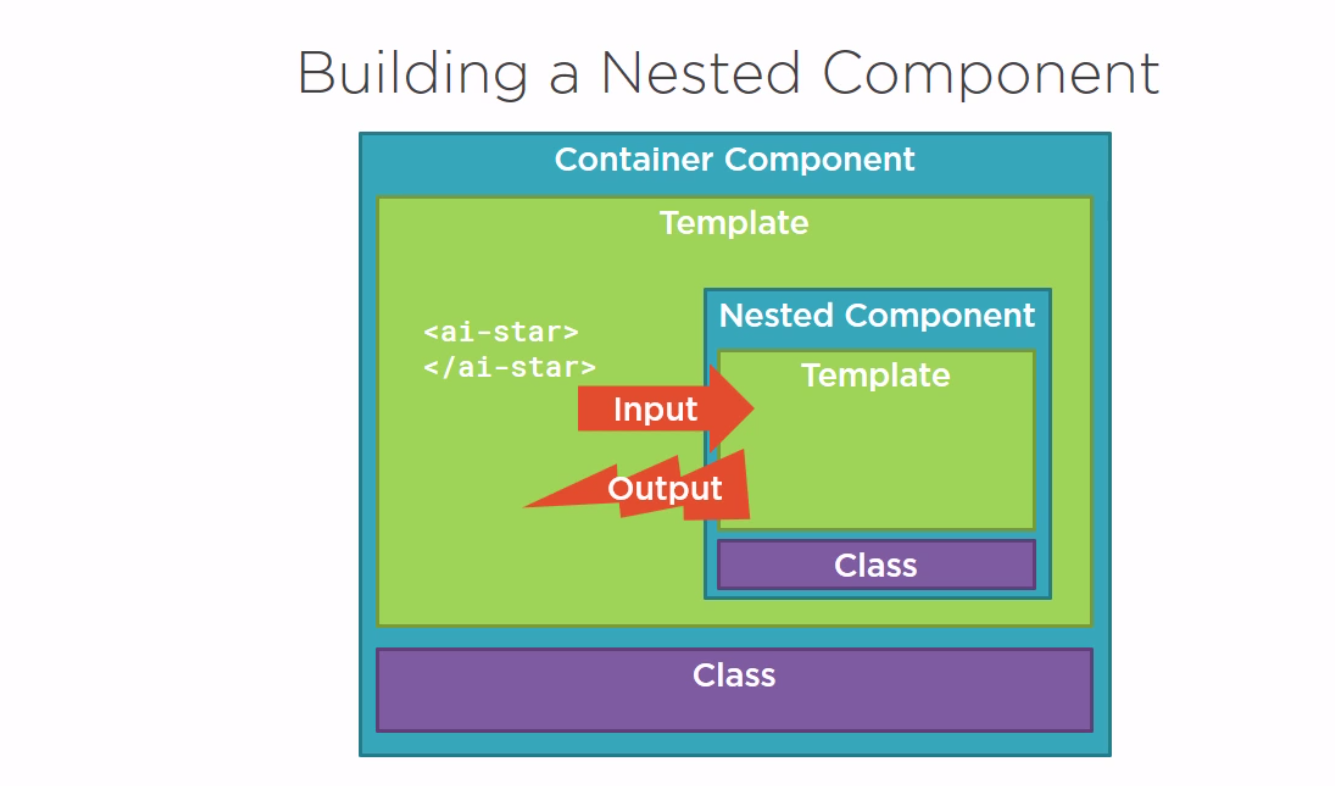 Building a Nested Component
Container Component
Template
<ai-star>
</ai-star>
Nested Component
Template
Input
Output
Class
Class